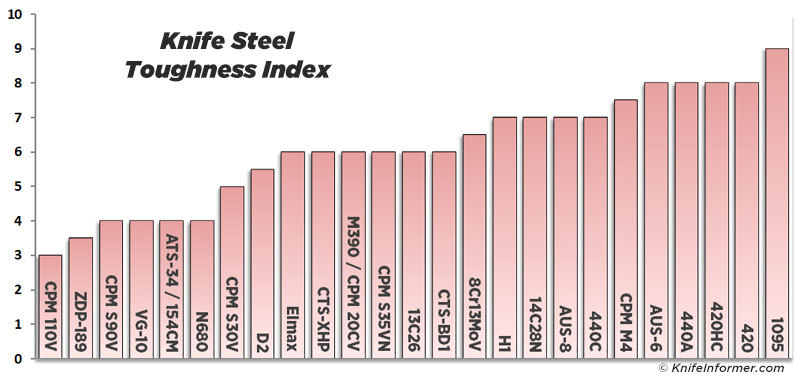 Knife Steel
Toughness Index
10
9
8
7
6
5
4
3
2
1
0
CPM 110V
ZDP-189
CPM S90V
VG-10
ATS-34 / 154CM
N680
CPM S30V
D2
Elmax
CTS-XHP
M390 / CPM 20CV
CPM S35VN
13C26
CTS-BD1
8Cr13MoV
H1
14C28N
AUS-8
440C
CPM M4
AUS-6
440A
420HC
420
1095
© KnifeInformer.com